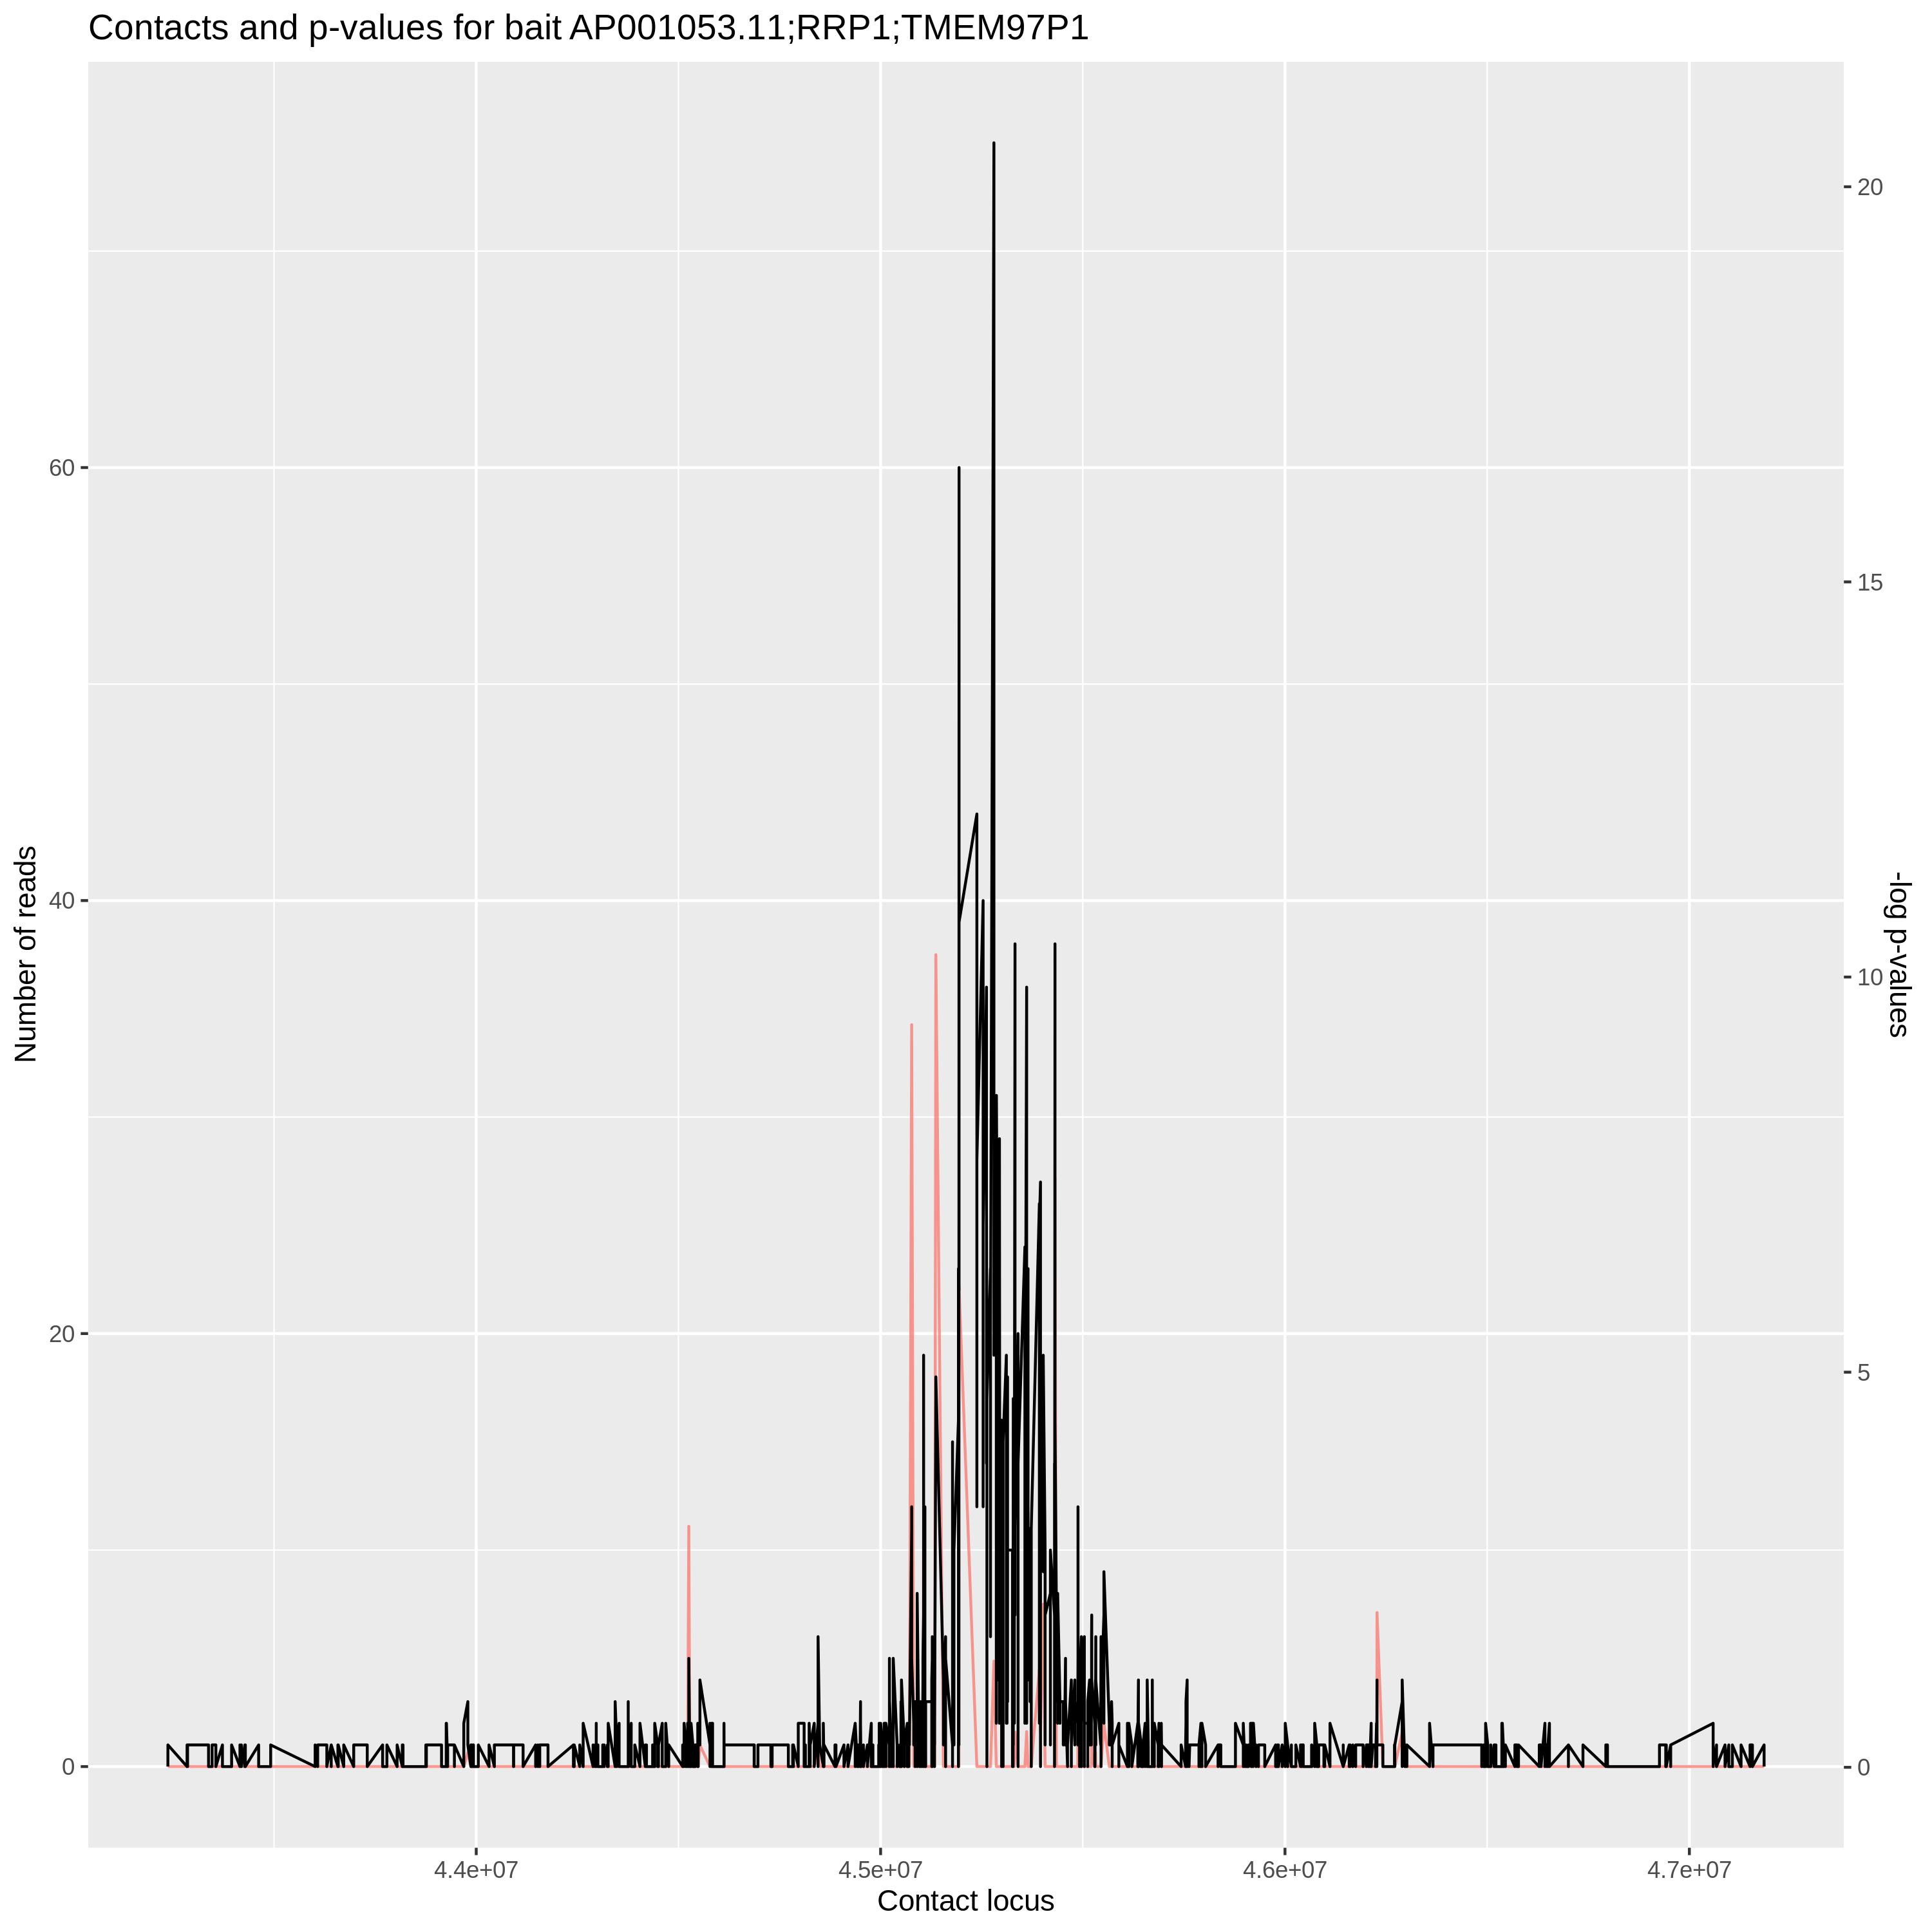 Contacts and p-values for bait AP001053.11;RRP1;TMEM97P1
Number of reads
60
40
20
0
20
15
10
5
0
-log p-values
4.4e+07
4.5e+07
4.6e+07
4.7e+07
Contact locus